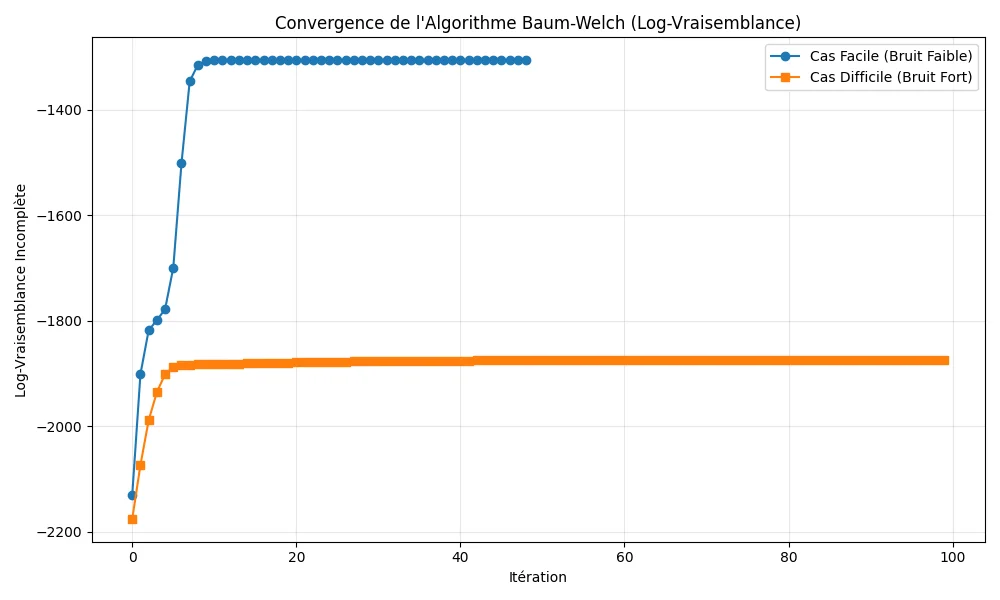 Convergence de l'Algorithme Baum-Welch (Log-Vraisemblance)
Cas Facile (Bruit Faible)
Cas Difficile (Bruit Fort)
Log-Vraisemblance Incomplète
−1400
−1600
−1800
−2000
−2200
0 20 40 60 80 100
Itération